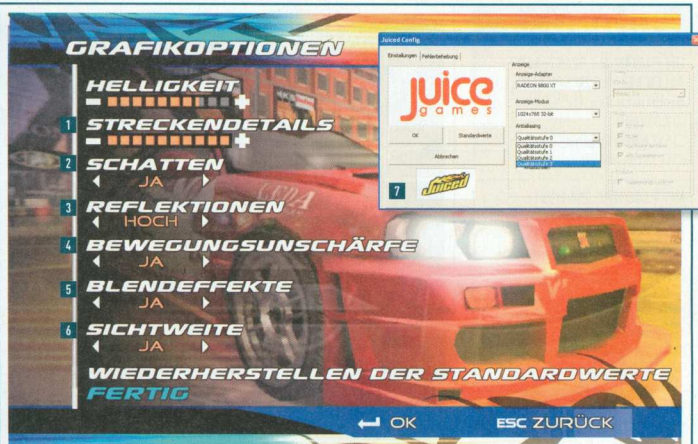 GRAFIKOPTIONEN
HELLIGKEIT
1 STRECKENDETAILS
2 SCHATTEN
JA
3 REFLEKTIONEN
HOCH
4 BEWEGUNGSUNSCHÄRFE
JA
5 BLENDEFFEKTE
JA
6 SICHTWEITE
JA
WIEDERHERSTELLEN DER STANDARDWERTE
FERTIG
OK
ESC ZURÜCK
Juiced Config
Einstellungen Fehlerbehebung
juice
games
OK Standardwerte
Abbrechen
7
Juiced
Anzeige
Anzeige-Adapter
RADEON 9800 XT
Anzeige-Modus
1024x768 32-bit
Antialiasing
Qualitätsstufe 0
Qualitätsstufe 0
Qualitätsstufe 1
Qualitätsstufe 2
Qualitätsstufe 3